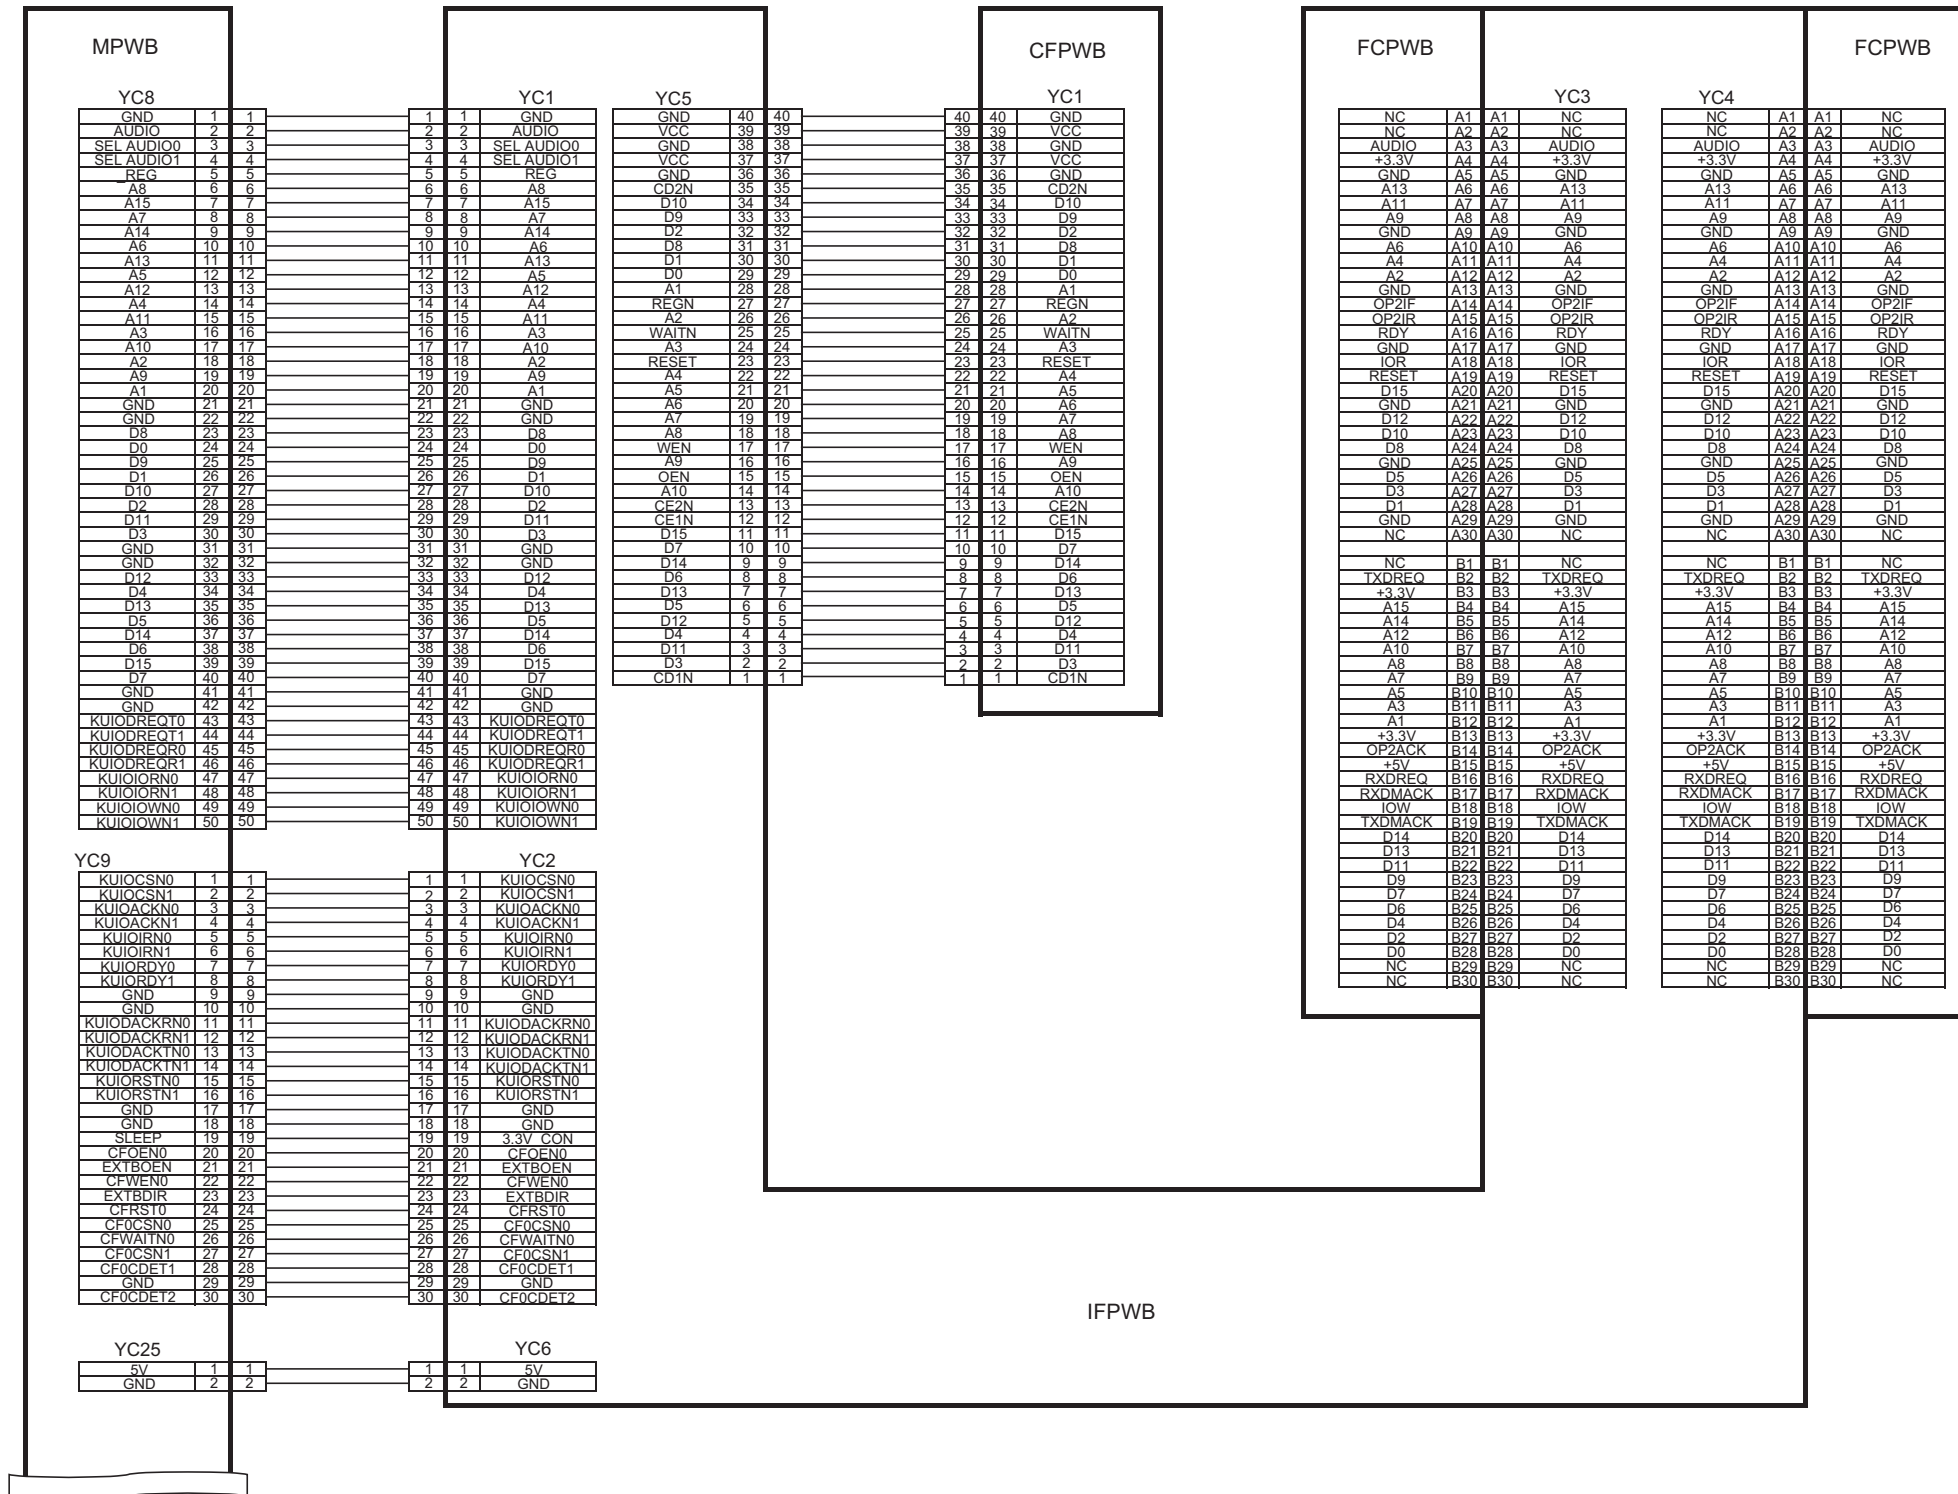 MPWB
YC8
GND 1 1
AUDIO 2 2
SEL AUDIO0 3 3
SEL AUDIO1 4 4
_REG 5 5
A8 6 6
A15 7 7
A7 8 8
A14 9 9
A6 10 10
A13 11 11
A5 12 12
A12 13 13
A4 14 14
A11 15 15
A3 16 16
A10 17 17
A2 18 18
A9 19 19
A1 20 20
GND 21 21
GND 22 22
D8 23 23
D0 24 24
D9 25 25
D1 26 26
D10 27 27
D2 28 28
D11 29 29
D3 30 30
GND 31 31
GND 32 32
D12 33 33
D4 34 34
D13 35 35
D5 36 36
D14 37 37
D6 38 38
D15 39 39
D7 40 40
GND 41 41
GND 42 42
KUIODREQT0 43 43
KUIODREQT1 44 44
KUIODREQR0 45 45
KUIODREQR1 46 46
KUIOIORN0 47 47
KUIOIORN1 48 48
KUIOIOWN0 49 49
KUIOIOWN1 50 50
YC9
KUIOCSN0 1 1
KUIOCSN1 2 2
KUIOACKN0 3 3
KUIOACKN1 4 4
KUIOIRN0 5 5
KUIOIRN1 6 6
KUIORDY0 7 7
KUIORDY1 8 8
GND 9 9
GND 10 10
KUIODACKRN0 11 11
KUIODACKRN1 12 12
KUIODACKTN0 13 13
KUIODACKTN1 14 14
KUIORSTN0 15 15
KUIORSTN1 16 16
GND 17 17
GND 18 18
SLEEP 19 19
CFOEN0 20 20
EXTBOEN 21 21
CFWEN0 22 22
EXTBDIR 23 23
CFRST0 24 24
CF0CSN0 25 25
CFWAITN0 26 26
CF0CSN1 27 27
CF0CDET1 28 28
GND 29 29
CF0CDET2 30 30
YC25
5V 1 1
GND 2 2
YC1
1 1 GND
2 2 AUDIO
3 3 SEL AUDIO0
4 4 SEL AUDIO1
5 5 REG
6 6 A8
7 7 A15
8 8 A7
9 9 A14
10 10 A6
11 11 A13
12 12 A5
13 13 A12
14 14 A4
15 15 A11
16 16 A3
17 17 A10
18 18 A2
19 19 A9
20 20 A1
21 21 GND
22 22 GND
23 23 D8
24 24 D0
25 25 D9
26 26 D1
27 27 D10
28 28 D2
29 29 D11
30 30 D3
31 31 GND
32 32 GND
33 33 D12
34 34 D4
35 35 D13
36 36 D5
37 37 D14
38 38 D6
39 39 D15
40 40 D7
41 41 GND
42 42 GND
43 43 KUIODREQT0
44 44 KUIODREQT1
45 45 KUIODREQR0
46 46 KUIODREQR1
47 47 KUIOIORN0
48 48 KUIOIORN1
49 49 KUIOIOWN0
50 50 KUIOIOWN1
YC2
1 1 KUIOCSN0
2 2 KUIOCSN1
3 3 KUIOACKN0
4 4 KUIOACKN1
5 5 KUIOIRN0
6 6 KUIOIRN1
7 7 KUIORDY0
8 8 KUIORDY1
9 9 GND
10 10 GND
11 11 KUIODACKRN0
12 12 KUIODACKRN1
13 13 KUIODACKTN0
14 14 KUIODACKTN1
15 15 KUIORSTN0
16 16 KUIORSTN1
17 17 GND
18 18 GND
19 19 3.3V_CON
20 20 CFOEN0
21 21 EXTBOEN
22 22 CFWEN0
23 23 EXTBDIR
24 24 CFRST0
25 25 CF0CSN0
26 26 CFWAITN0
27 27 CF0CSN1
28 28 CF0CDET1
29 29 GND
30 30 CF0CDET2
YC6
1 1 5V
2 2 GND
YC5
GND 40 40
VCC 39 39
GND 38 38
VCC 37 37
GND 36 36
CD2N 35 35
D10 34 34
D9 33 33
D2 32 32
D8 31 31
D1 30 30
D0 29 29
A1 28 28
REGN 27 27
A2 26 26
WAITN 25 25
A3 24 24
RESET 23 23
A4 22 22
A5 21 21
A6 20 20
A7 19 19
A8 18 18
WEN 17 17
A9 16 16
OEN 15 15
A10 14 14
CE2N 13 13
CE1N 12 12
D15 11 11
D7 10 10
D14 9 9
D6 8 8
D13 7 7
D5 6 6
D12 5 5
D4 4 4
D11 3 3
D3 2 2
CD1N 1 1
CFPWB
YC1
40 40 GND
39 39 VCC
38 38 GND
37 37 VCC
36 36 GND
35 35 CD2N
34 34 D10
33 33 D9
32 32 D2
31 31 D8
30 30 D1
29 29 D0
28 28 A1
27 27 REGN
26 26 A2
25 25 WAITN
24 24 A3
23 23 RESET
22 22 A4
21 21 A5
20 20 A6
19 19 A7
18 18 A8
17 17 WEN
16 16 A9
15 15 OEN
14 14 A10
13 13 CE2N
12 12 CE1N
11 11 D15
10 10 D7
9 9 D14
8 8 D6
7 7 D13
6 6 D5
5 5 D12
4 4 D4
3 3 D11
2 2 D3
1 1 CD1N
FCPWB
YC3
NC A1 A1 NC
NC A2 A2 NC
AUDIO A3 A3 AUDIO
+3.3V A4 A4 +3.3V
GND A5 A5 GND
A13 A6 A6 A13
A11 A7 A7 A11
A9 A8 A8 A9
GND A9 A9 GND
A6 A10 A10 A6
A4 A11 A11 A4
A2 A12 A12 A2
GND A13 A13 GND
OP2IF A14 A14 OP2IF
OP2IR A15 A15 OP2IR
RDY A16 A16 RDY
GND A17 A17 GND
IOR A18 A18 IOR
RESET A19 A19 RESET
D15 A20 A20 D15
GND A21 A21 GND
D12 A22 A22 D12
D10 A23 A23 D10
D8 A24 A24 D8
GND A25 A25 GND
D5 A26 A26 D5
D3 A27 A27 D3
D1 A28 A28 D1
GND A29 A29 GND
NC A30 A30 NC
NC B1 B1 NC
TXDREQ B2 B2 TXDREQ
+3.3V B3 B3 +3.3V
A15 B4 B4 A15
A14 B5 B5 A14
A12 B6 B6 A12
A10 B7 B7 A10
A8 B8 B8 A8
A7 B9 B9 A7
A5 B10 B10 A5
A3 B11 B11 A3
A1 B12 B12 A1
+3.3V B13 B13 +3.3V
OP2ACK B14 B14 OP2ACK
+5V B15 B15 +5V
RXDREQ B16 B16 RXDREQ
RXDMACK B17 B17 RXDMACK
IOW B18 B18 IOW
TXDMACK B19 B19 TXDMACK
D14 B20 B20 D14
D13 B21 B21 D13
D11 B22 B22 D11
D9 B23 B23 D9
D7 B24 B24 D7
D6 B25 B25 D6
D4 B26 B26 D4
D2 B27 B27 D2
D0 B28 B28 D0
NC B29 B29 NC
NC B30 B30 NC
FCPWB
YC4
NC A1 A1 NC
NC A2 A2 NC
AUDIO A3 A3 AUDIO
+3.3V A4 A4 +3.3V
GND A5 A5 GND
A13 A6 A6 A13
A11 A7 A7 A11
A9 A8 A8 A9
GND A9 A9 GND
A6 A10 A10 A6
A4 A11 A11 A4
A2 A12 A12 A2
GND A13 A13 GND
OP2IF A14 A14 OP2IF
OP2IR A15 A15 OP2IR
RDY A16 A16 RDY
GND A17 A17 GND
IOR A18 A18 IOR
RESET A19 A19 RESET
D15 A20 A20 D15
GND A21 A21 GND
D12 A22 A22 D12
D10 A23 A23 D10
D8 A24 A24 D8
GND A25 A25 GND
D5 A26 A26 D5
D3 A27 A27 D3
D1 A28 A28 D1
GND A29 A29 GND
NC A30 A30 NC
NC B1 B1 NC
TXDREQ B2 B2 TXDREQ
+3.3V B3 B3 +3.3V
A15 B4 B4 A15
A14 B5 B5 A14
A12 B6 B6 A12
A10 B7 B7 A10
A8 B8 B8 A8
A7 B9 B9 A7
A5 B10 B10 A5
A3 B11 B11 A3
A1 B12 B12 A1
+3.3V B13 B13 +3.3V
OP2ACK B14 B14 OP2ACK
+5V B15 B15 +5V
RXDREQ B16 B16 RXDREQ
RXDMACK B17 B17 RXDMACK
IOW B18 B18 IOW
TXDMACK B19 B19 TXDMACK
D14 B20 B20 D14
D13 B21 B21 D13
D11 B22 B22 D11
D9 B23 B23 D9
D7 B24 B24 D7
D6 B25 B25 D6
D4 B26 B26 D4
D2 B27 B27 D2
D0 B28 B28 D0
NC B29 B29 NC
NC B30 B30 NC
IFPWB